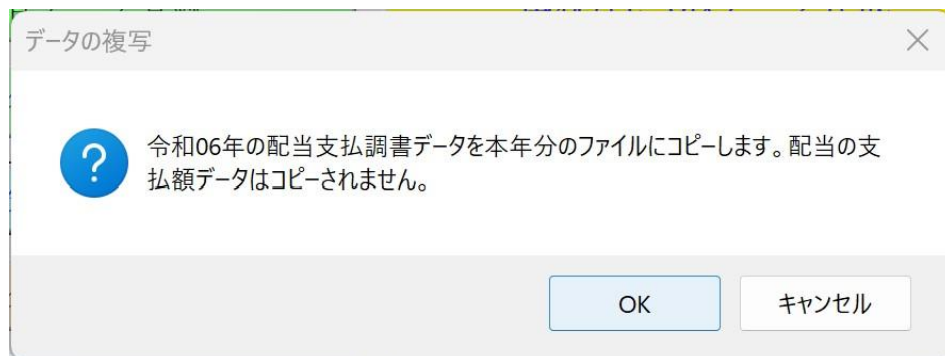 データの複写
令和06年の配当支払調書データを本年分のファイルにコピーします。配当の支
払額データはコピーされません。
OK
キャンセル